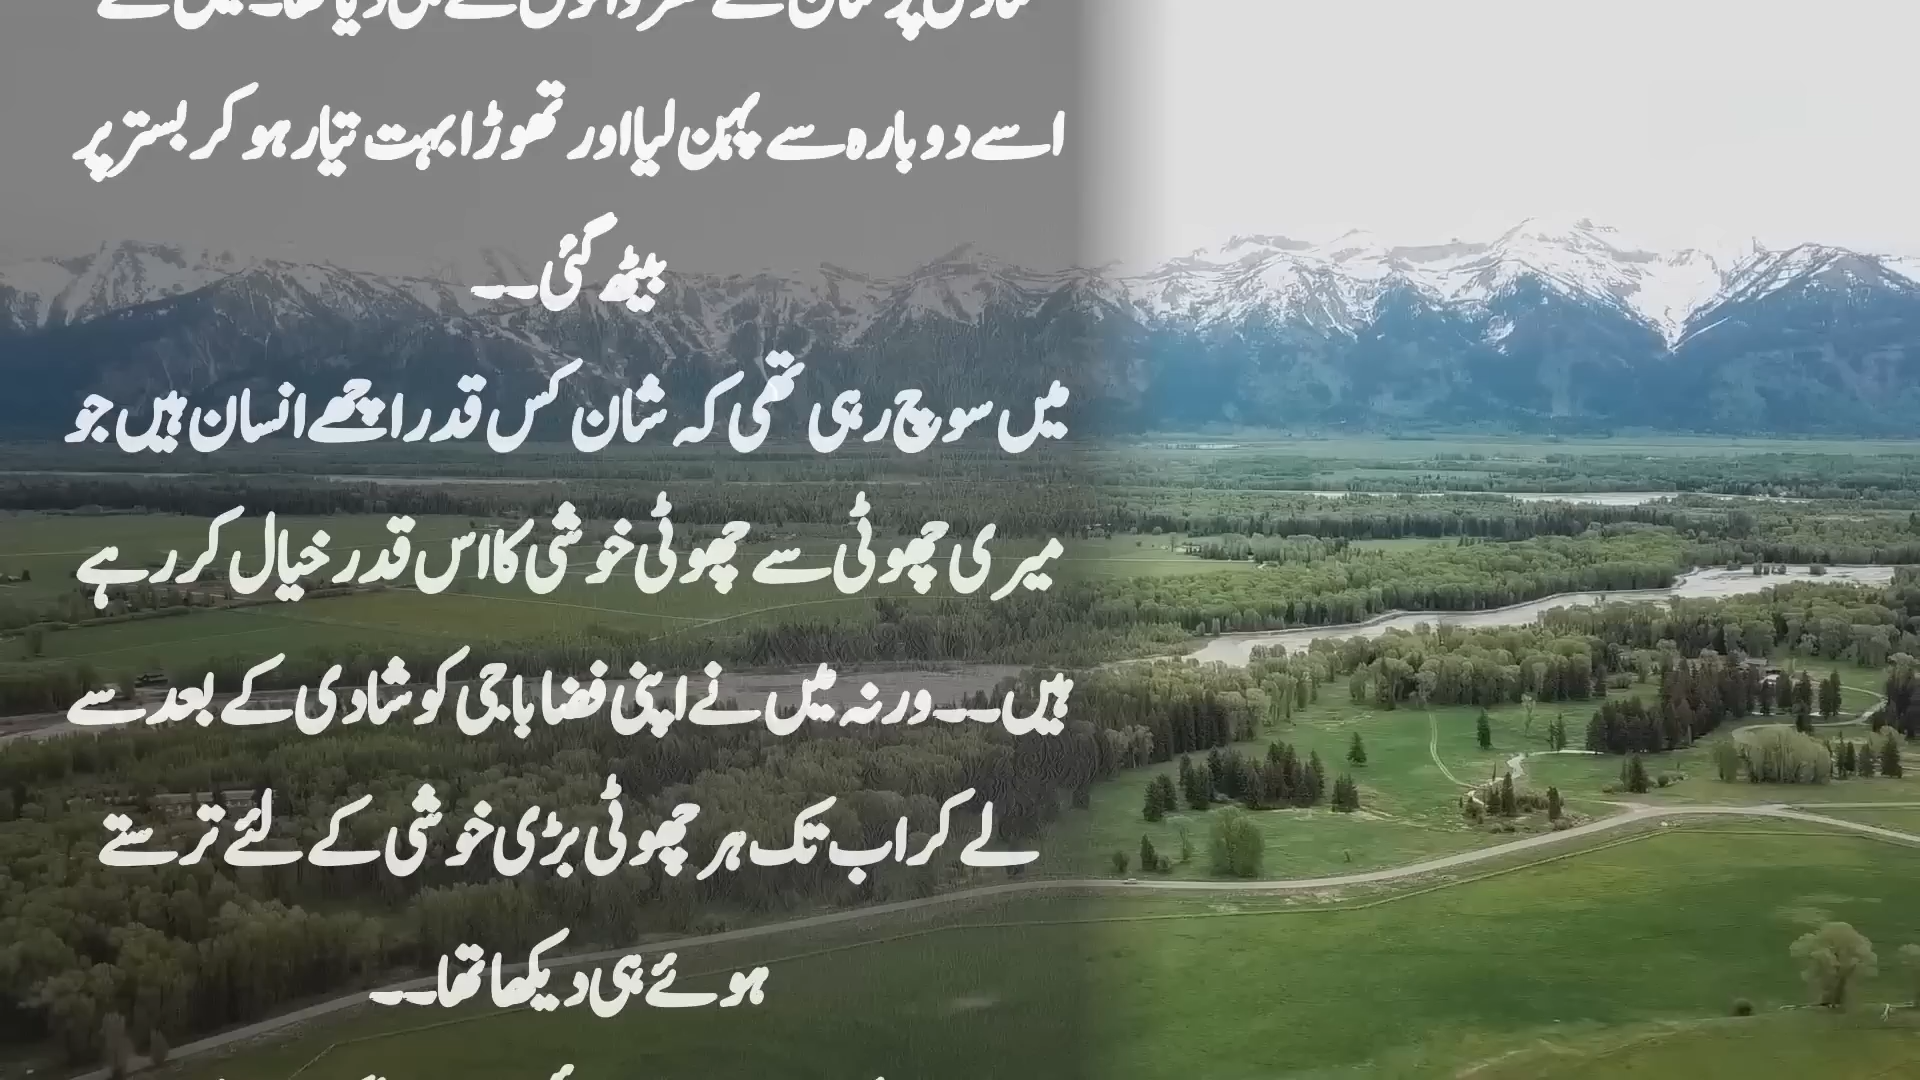 اسے دوبارہ سے پہن لیا اور تھوڑا بہت تیار ہو کر بستر پر
بیٹھ گئی۔۔
میں سوچ رہی تھی کہ شان کس قدر اچھے انسان ہیں جو
میری چھوٹی سے چھوٹی خوشی کا اس قدر خیال کر رہے
ہیں۔۔ ورنہ میں نے اپنی فضا باجی کو شادی کے بعد سے
لے کر اب تک ہر چھوٹی بڑی خوشی کے لئے ترستے
ہوئے ہی دیکھا تھا۔۔